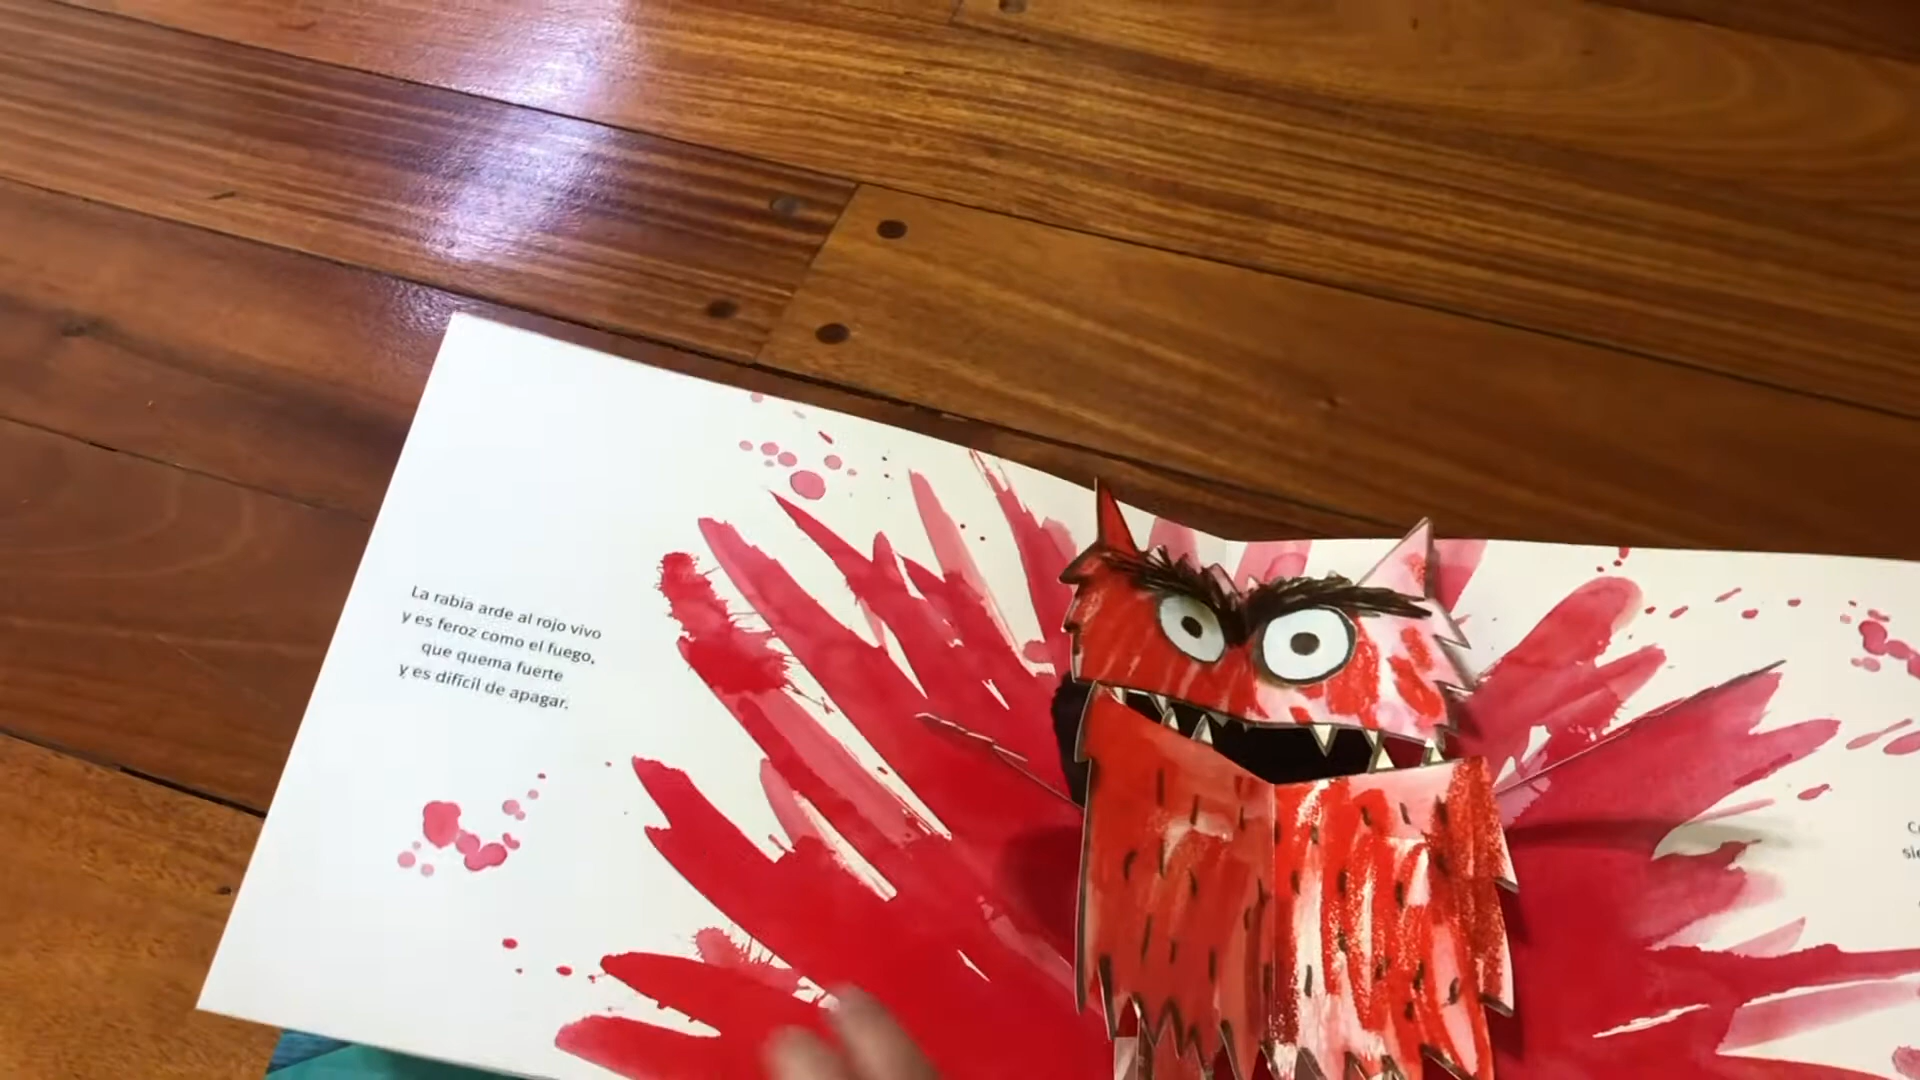 La rabia arde al rojo vivo
y es feroz como el fuego,
que quema fuerte
y es difícil de apagar.